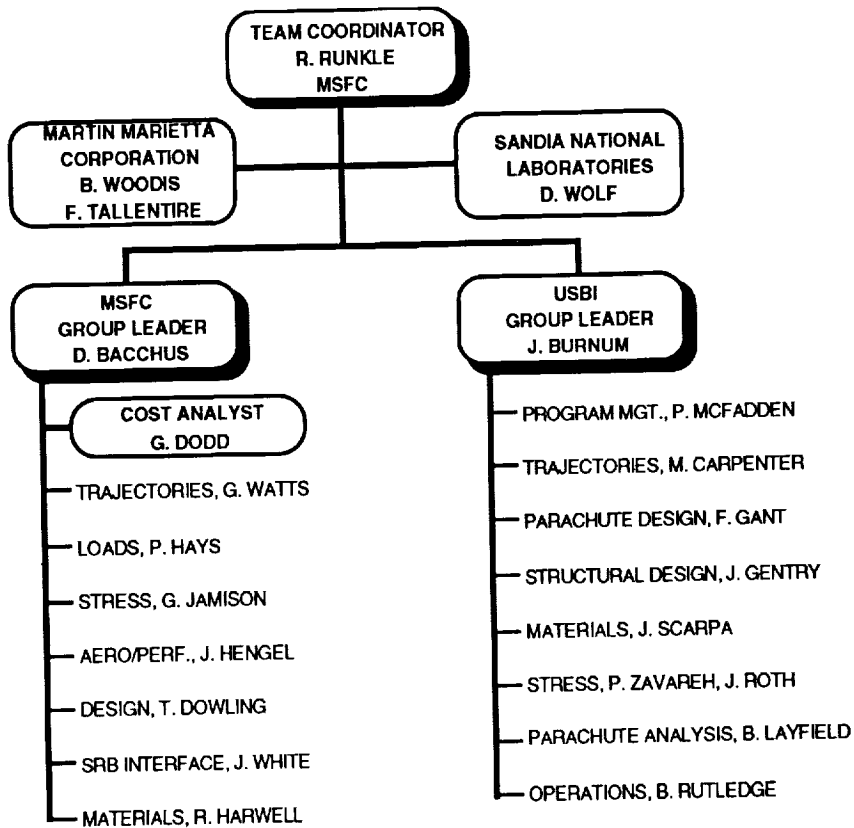 TEAM COORDINATOR
R. RUNKLE
MSFC
MARTIN MARIETTA
CORPORATION
B. WOODIS
F. TALLENTIRE
SANDIA NATIONAL
LABORATORIES
D. WOLF
MSFC
GROUP LEADER
D. BACCHUS
COST ANALYST
G. DODD
TRAJECTORIES, G. WATTS
LOADS, P. HAYS
STRESS, G. JAMISON
AERO/PERF., J. HENGEL
DESIGN, T. DOWLING
SRB INTERFACE, J. WHITE
MATERIALS, R. HARWELL
USBI
GROUP LEADER
J. BURNUM
PROGRAM MGT., P. MCFADDEN
TRAJECTORIES, M. CARPENTER
PARACHUTE DESIGN, F. GANT
STRUCTURAL DESIGN, J. GENTRY
MATERIALS, J. SCARPA
STRESS, P. ZAVAREH, J. ROTH
PARACHUTE ANALYSIS, B. LAYFIELD
OPERATIONS, B. RUTLEDGE